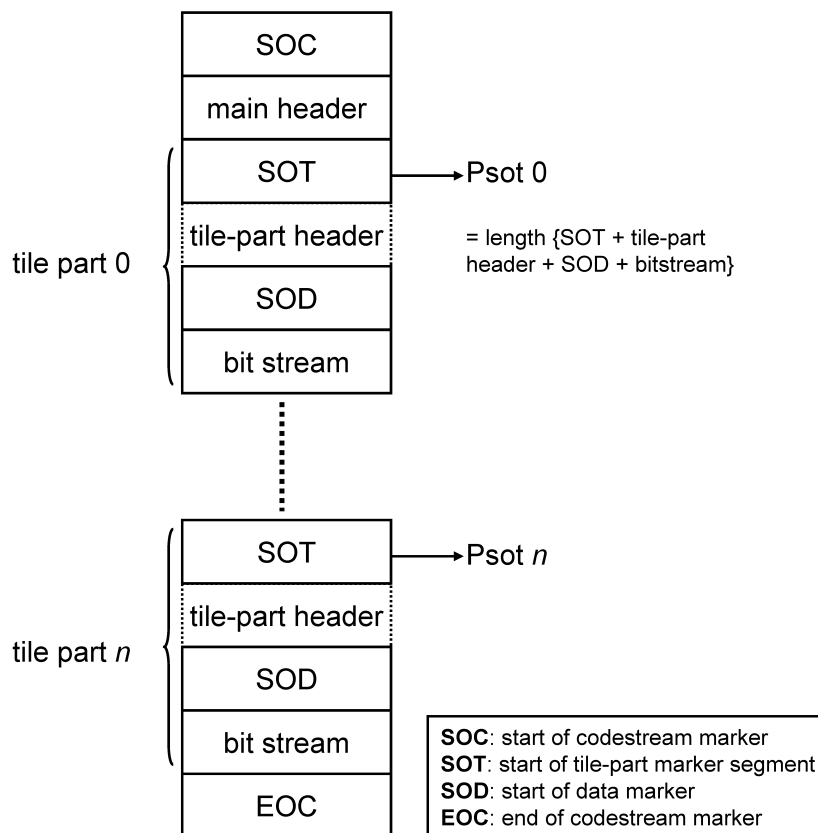 SOC
main header
SOT
Psot 0
tile-part header
= length {SOT + tile-part
header + SOD + bitstream}
tile part 0
SOD
bit stream
SOT
Psot n
tile-part header
tile part n
SOD
bit stream
EOC
SOC: start of codestream marker
SOT: start of tile-part marker segment
SOD: start of data marker
EOC: end of codestream marker